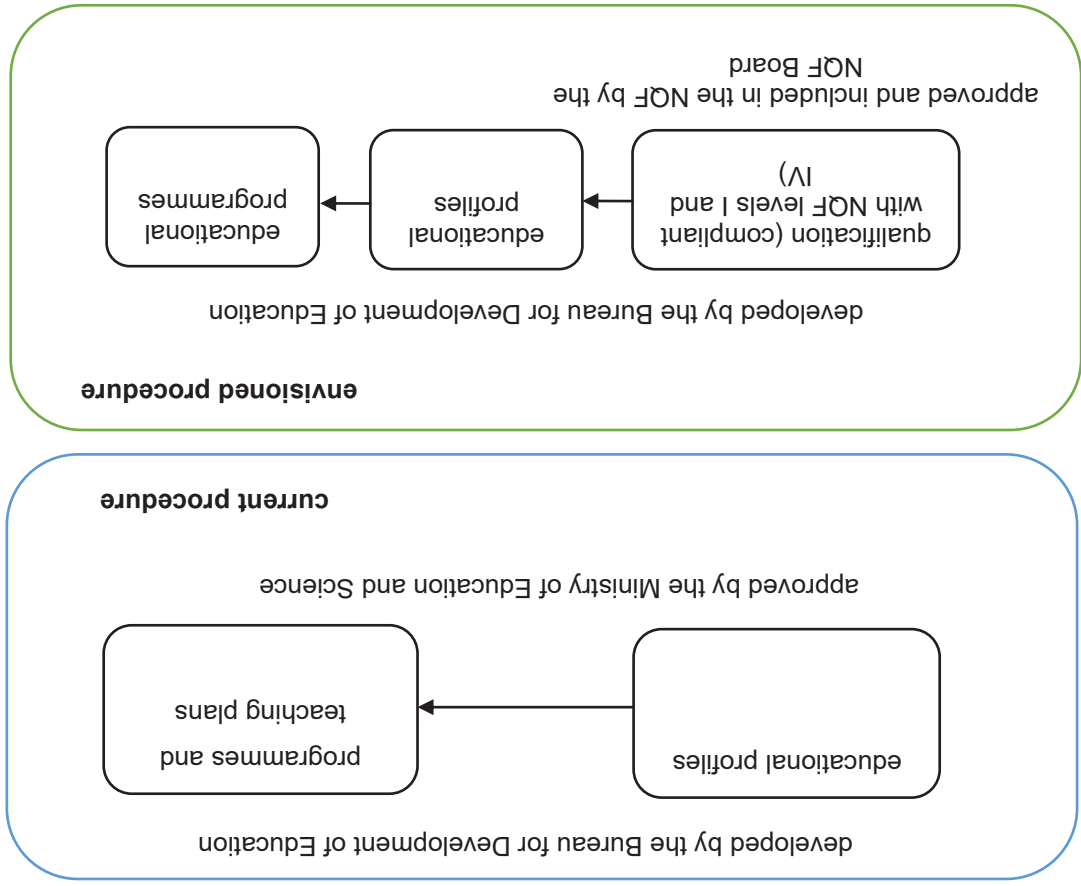 developed by the Bureau for Development of Education
educational profiles
programmes and
teaching plans
approved by the Ministry of Education and Science
current procedure
envisioned procedure
developed by the Bureau for Development of Education
qualification (compliant
with NQF levels I and
IV)
educational
profiles
educational
programmes
approved and included in the NQF by the
NQF Board